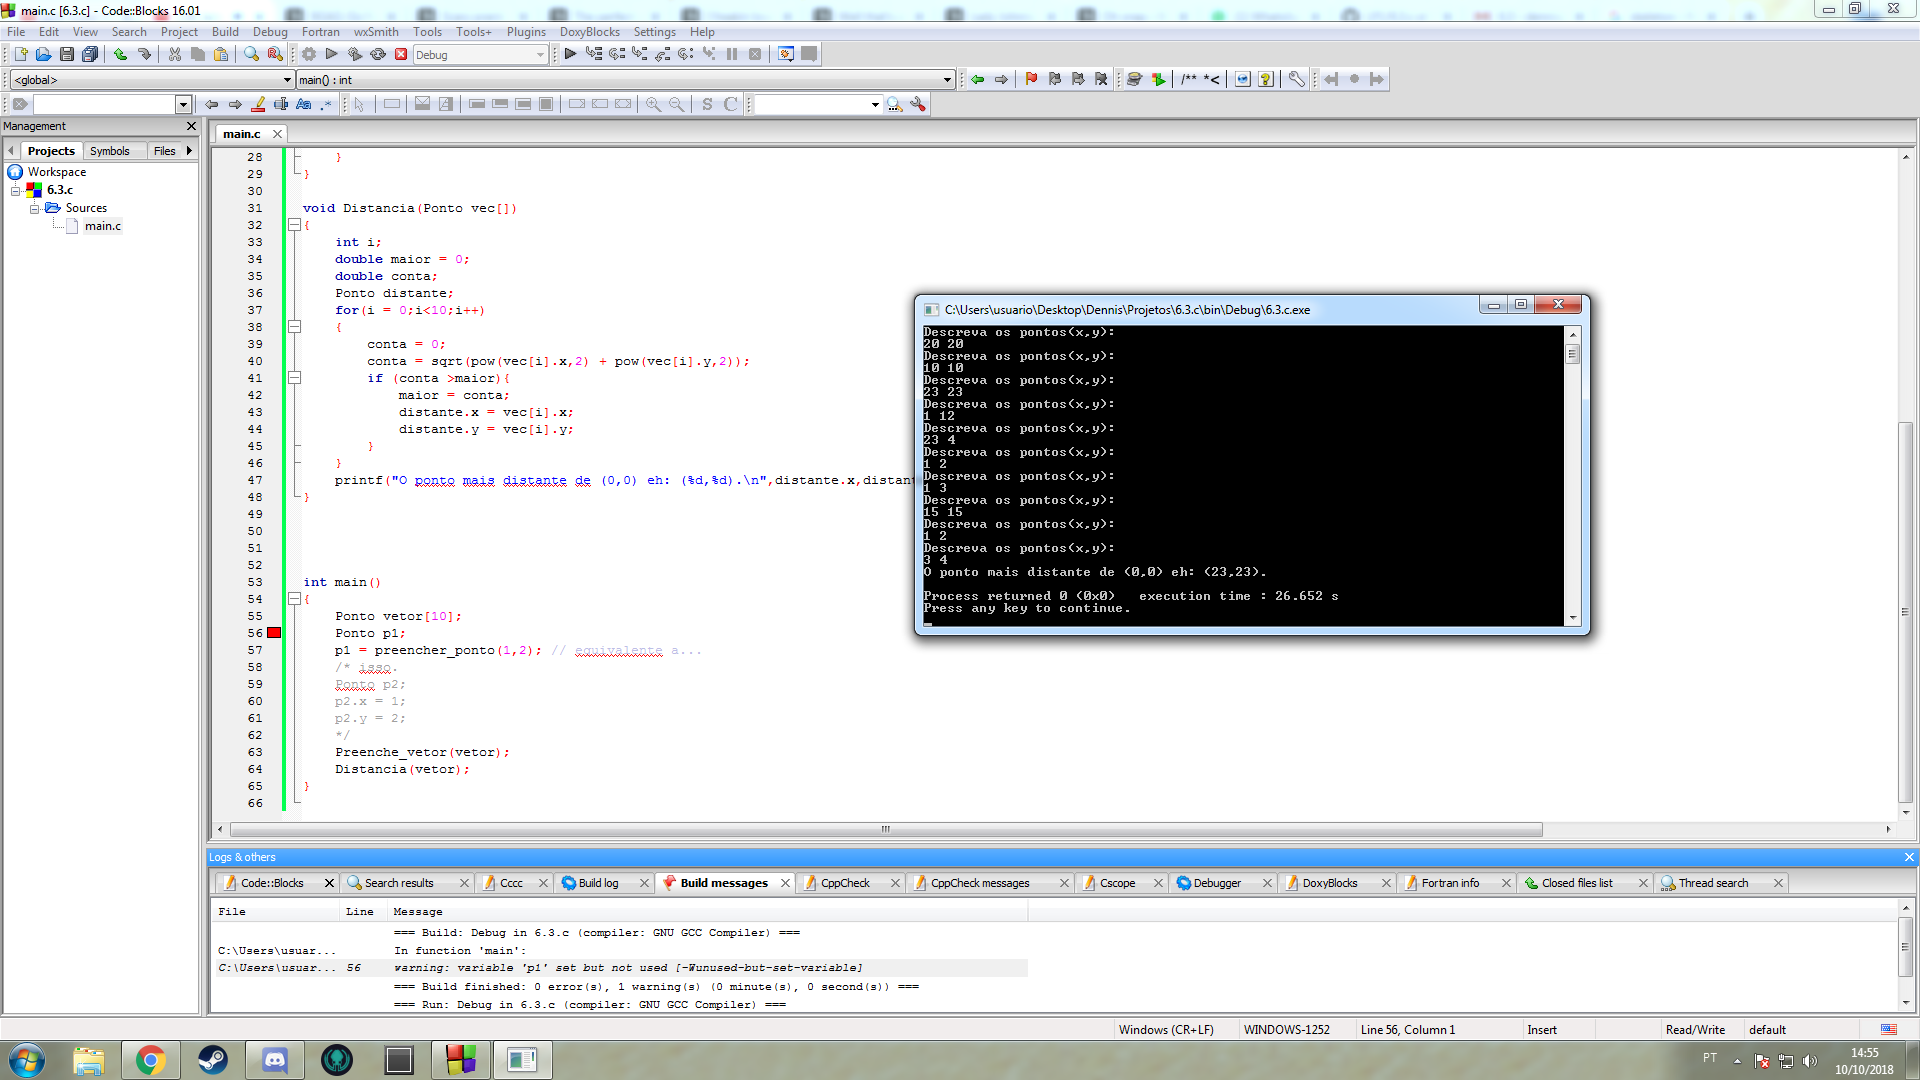 main.c [6.3.c] - Code::Blocks 16.01
File Edit View Search Project Build Debug Fortran wxSmith Tools Tools+ Plugins DoxyBlocks Settings Help
Debug
<global> main() : int
/** *<
Aa .*
S C
Management
Projects Symbols Files
Workspace
6.3.c
Sources
main.c
main.c
28 }
29 }
30
31 void Distancia(Ponto vec[])
32 {
33 int i;
34 double maior = 0;
35 double conta;
36 Ponto distante;
37 for(i = 0;i<10;i++)
38 {
39 conta = 0;
40 conta = sqrt(pow(vec[i].x,2) + pow(vec[i].y,2));
41 if (conta >maior){
42 maior = conta;
43 distante.x = vec[i].x;
44 distante.y = vec[i].y;
45 }
46 }
47 printf("O ponto mais distante de (0,0) eh: (%d,%d).\n",distante.x,distant
48 }
49
50
51
52
53 int main()
54 {
55 Ponto vetor[10];
56 Ponto p1;
57 p1 = preencher_ponto(1,2); // equivalente a...
58 /* isso.
59 Ponto p2;
60 p2.x = 1;
61 p2.y = 2;
62 */
63 Preenche_vetor(vetor);
64 Distancia(vetor);
65 }
66
C:\Users\usuario\Desktop\Dennis\Projetos\6.3.c\bin\Debug\6.3.c.exe
Descreva os pontos(x,y):
20 20
Descreva os pontos(x,y):
10 10
Descreva os pontos(x,y):
23 23
Descreva os pontos(x,y):
1 12
Descreva os pontos(x,y):
23 4
Descreva os pontos(x,y):
1 2
Descreva os pontos(x,y):
1 3
Descreva os pontos(x,y):
15 15
Descreva os pontos(x,y):
1 2
Descreva os pontos(x,y):
3 4
O ponto mais distante de (0,0) eh: (23,23).
Process returned 0 (0x0) execution time : 26.652 s
Press any key to continue.
Logs & others
Code::Blocks Search results Cccc Build log Build messages CppCheck CppCheck messages Cscope Debugger DoxyBlocks Fortran info Closed files list Thread search
File Line Message
=== Build: Debug in 6.3.c (compiler: GNU GCC Compiler) ===
C:\Users\usuar... In function 'main':
C:\Users\usuar... 56 warning: variable 'p1' set but not used [-Wunused-but-set-variable]
=== Build finished: 0 error(s), 1 warning(s) (0 minute(s), 0 second(s)) ===
=== Run: Debug in 6.3.c (compiler: GNU GCC Compiler) ===
Windows (CR+LF) WINDOWS-1252 Line 56, Column 1 Insert Read/Write default
PT
14:55
10/10/2018